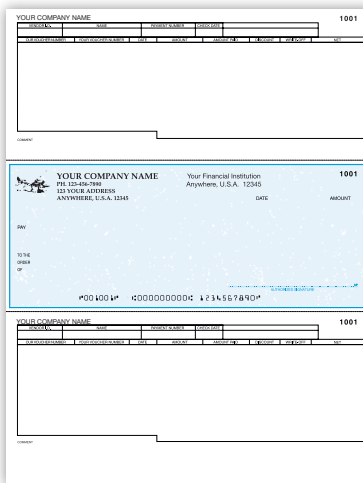 YOUR COMPANY NAME 1001
VENDOR I.D. NAME PAYMENT NUMBER CHECK DATE
OUR VOUCHER NUMBER YOUR VOUCHER NUMBER DATE AMOUNT AMOUNT PAID DISCOUNT WRITE-OFF NET
COMMENT
YOUR COMPANY NAME Your Financial Institution 1001
PH. 123-456-7890 Anywhere, U.S.A. 12345
123 YOUR ADDRESS
ANYWHERE, U.S.A. 12345 DATE AMOUNT
PAY
TO THE
ORDER
OF
AUTHORIZED SIGNATURE
⑈001001⑈ ⑆000000000⑆ 1234567890⑈
YOUR COMPANY NAME 1001
VENDOR I.D. NAME PAYMENT NUMBER CHECK DATE
OUR VOUCHER NUMBER YOUR VOUCHER NUMBER DATE AMOUNT AMOUNT PAID DISCOUNT WRITE-OFF NET
COMMENT